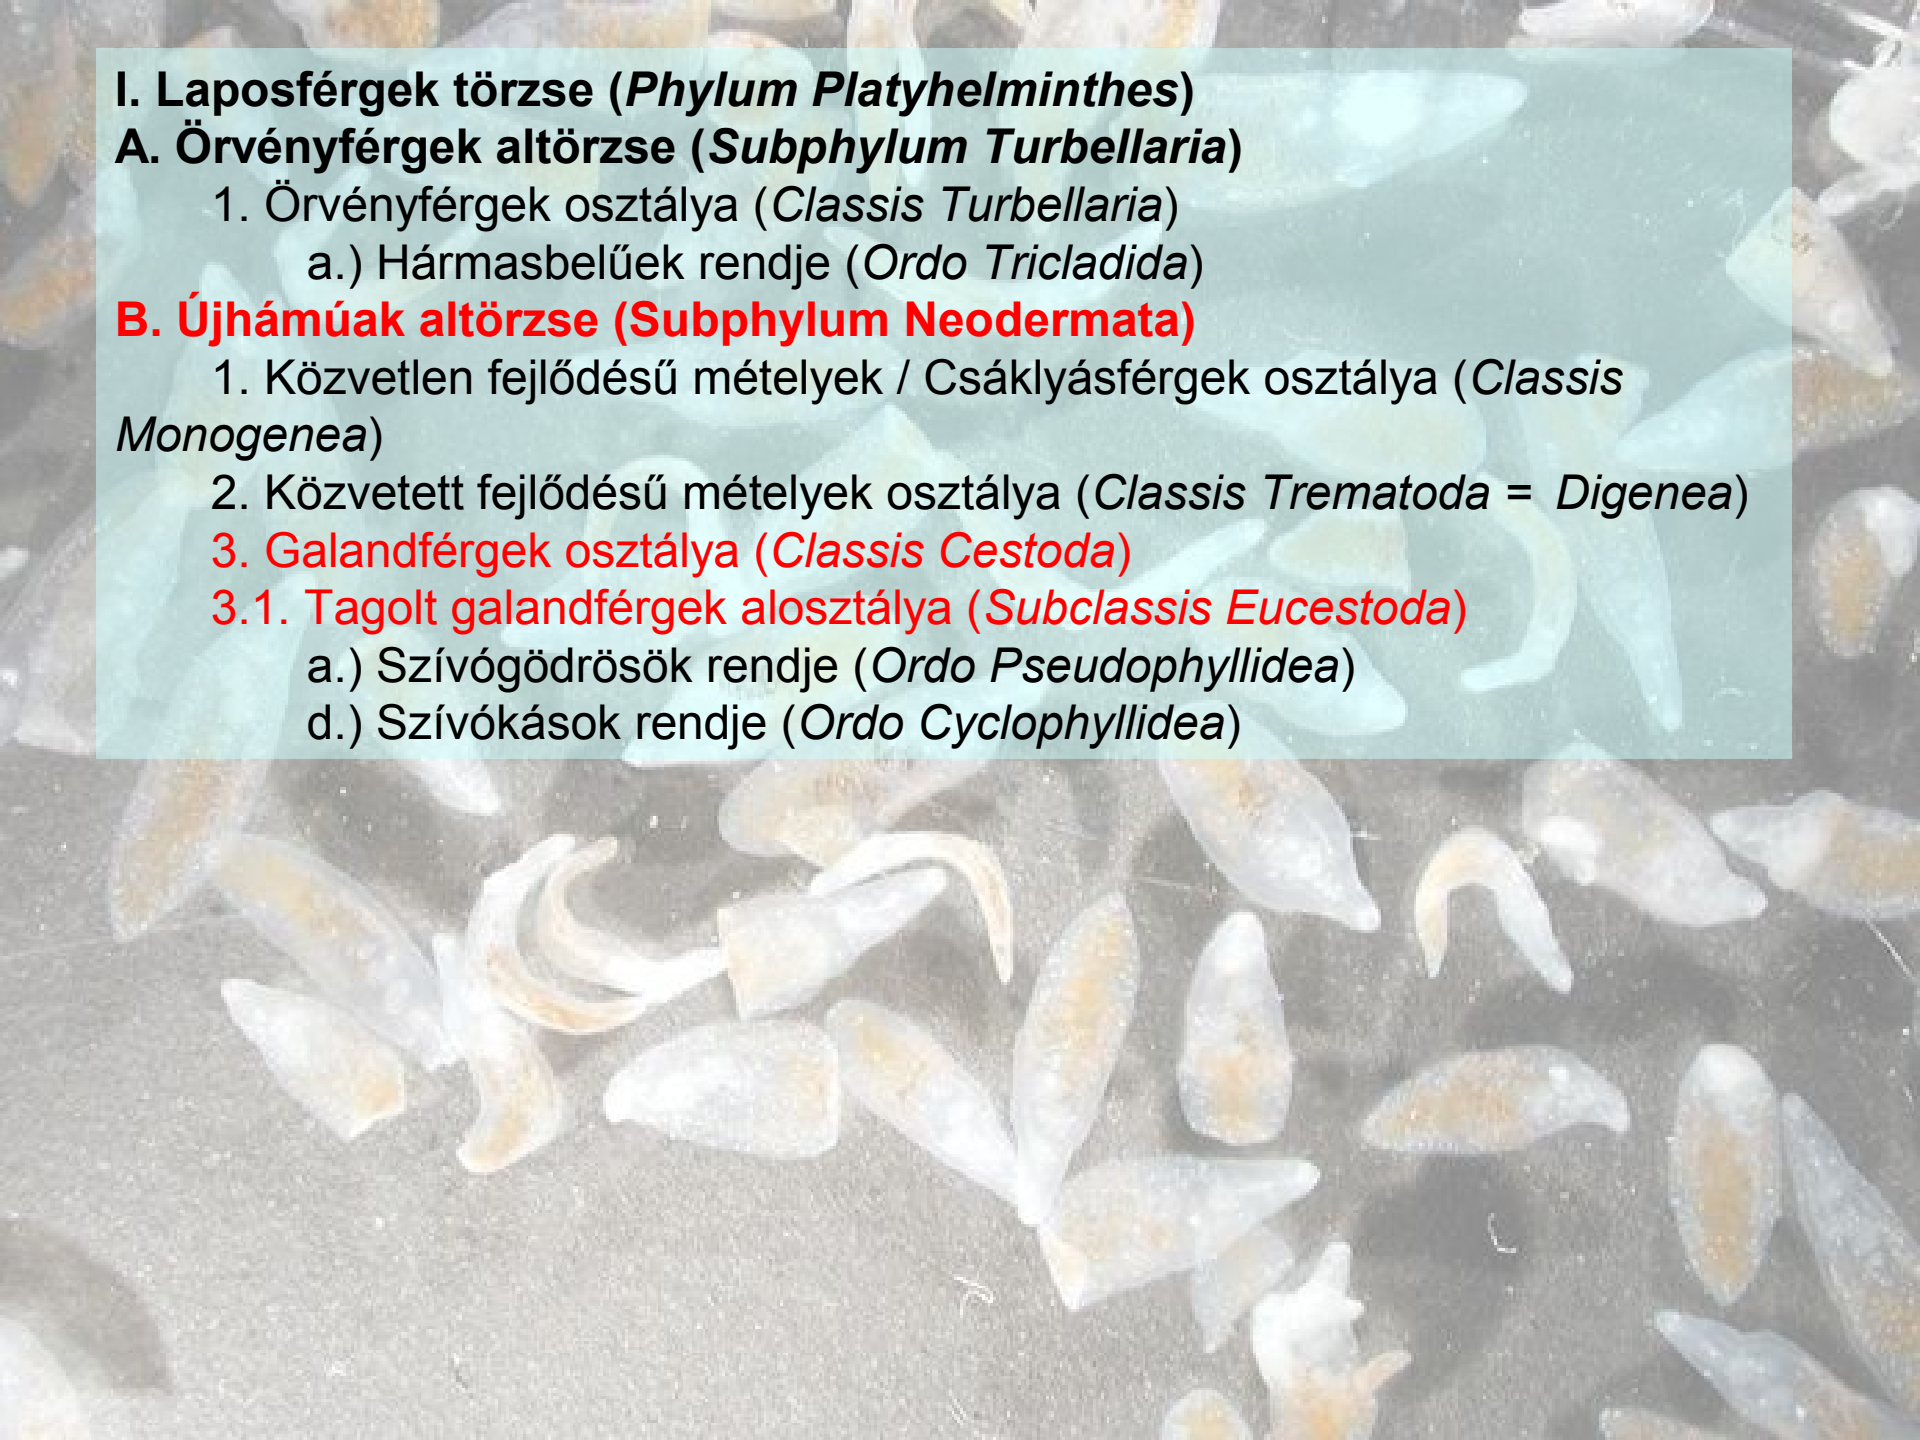 I. Laposférgek törzse (Phylum Platyhelminthes)
A. Örvényférgek altörzse (Subphylum Turbellaria)
1. Örvényférgek osztálya (Classis Turbellaria)
a.) Hármasbelűek rendje (Ordo Tricladida)
B. Újhámúak altörzse (Subphylum Neodermata)
1. Közvetlen fejlődésű mételyek / Csáklyásférgek osztálya (Classis
Monogenea)
2. Közvetett fejlődésű mételyek osztálya (Classis Trematoda = Digenea)
3. Galandférgek osztálya (Classis Cestoda)
3.1. Tagolt galandférgek alosztálya (Subclassis Eucestoda)
a.) Szívógödrösök rendje (Ordo Pseudophyllidea)
d.) Szívókások rendje (Ordo Cyclophyllidea)